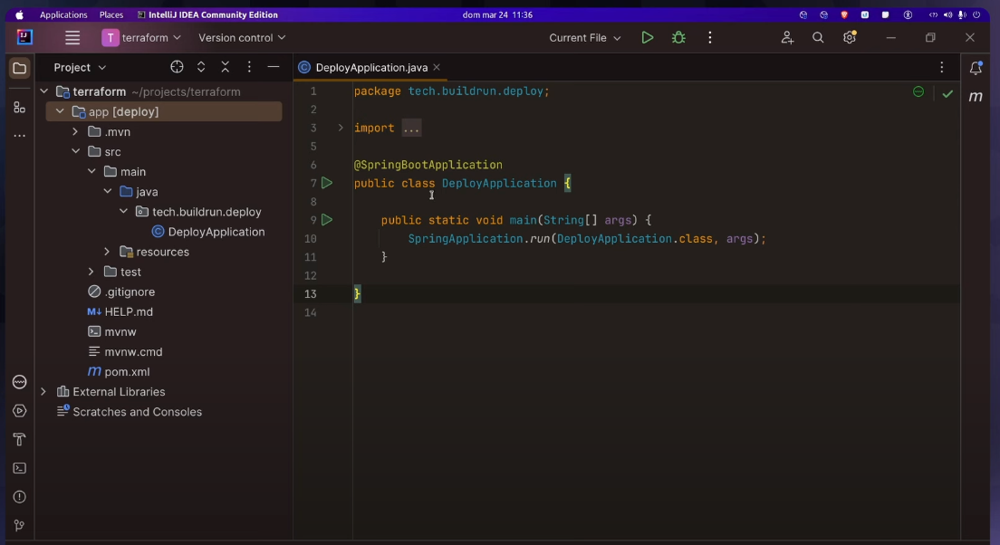 Applications Places IntelliJ IDEA Community Edition dom mar 24 11:36
IJ T terraform Version control Current File
Project
terraform ~/projects/terraform
app [deploy]
.mvn
src
main
java
tech.buildrun.deploy
DeployApplication
resources
test
.gitignore
M↓ HELP.md
mvnw
mvnw.cmd
m pom.xml
External Libraries
Scratches and Consoles
DeployApplication.java
1 package tech.buildrun.deploy;
2
3 import ...
5
6 @SpringBootApplication
7 public class DeployApplication {
8
9 public static void main(String[] args) {
10 SpringApplication.run(DeployApplication.class, args);
11 }
12
13 }
14
m